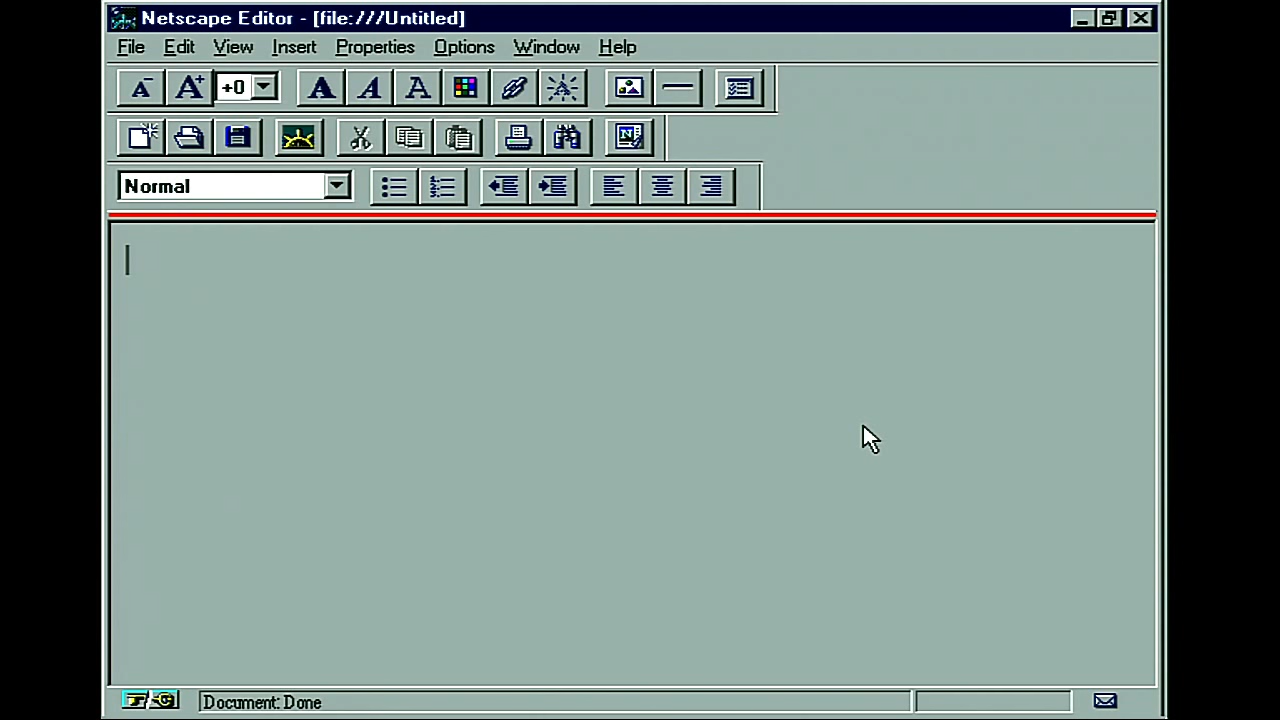 Netscape Editor - [file:///Untitled]
File Edit View Insert Properties Options Window Help
+0
Normal
Document: Done